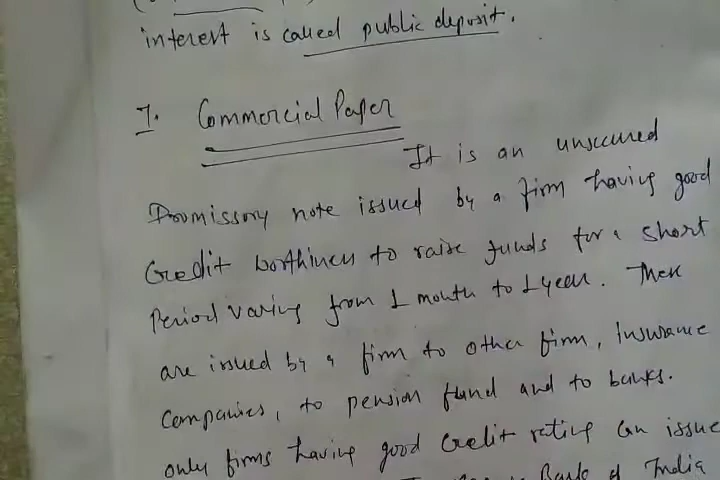 interest is called public deposit.
7. Commercial Paper
It is an unsecured
Promissory note issued by a firm having good
Credit worthiness to raise funds for a short
Period varing from 1 month to 1 year. These
are issued by a firm to other firm, Insurance
Companies, to pension fund and to banks.
only firms having good Credit rating can issue
Bank of India